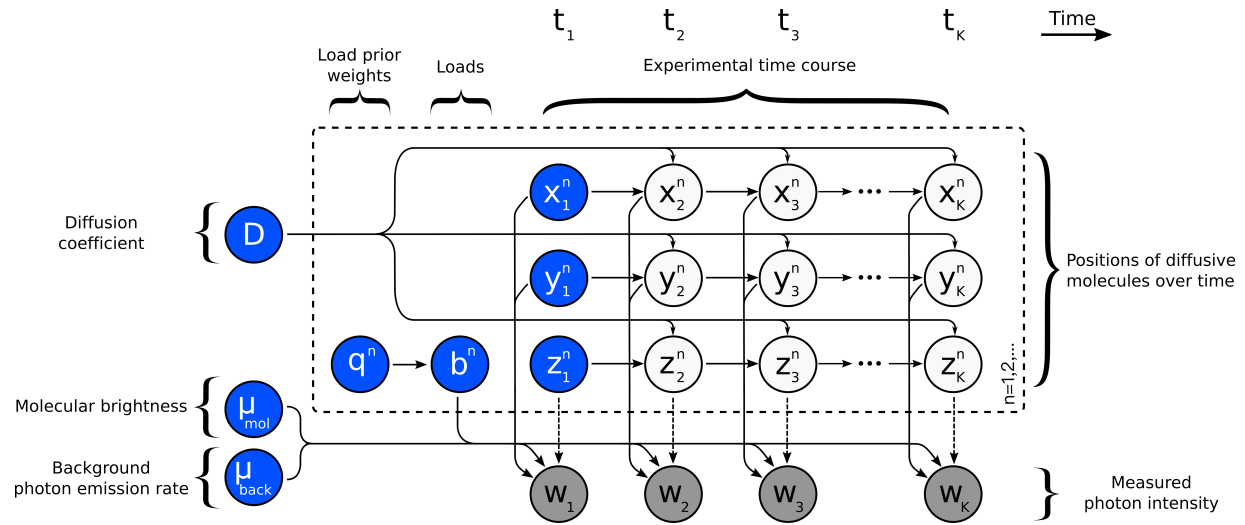 t1 t2 t3 tK Time
Load prior
weights
Loads
Experimental time course
x1n x2n x3n ... xKn
Diffusion
coefficient
D
y1n y2n y3n ... yKn
Positions of diffusive
molecules over time
qn bn z1n z2n z3n ... zKn
n=1,2,...
Molecular brightness
μmol
Background
photon emission rate
μback
w1 w2 w3 wK
Measured
photon intensity